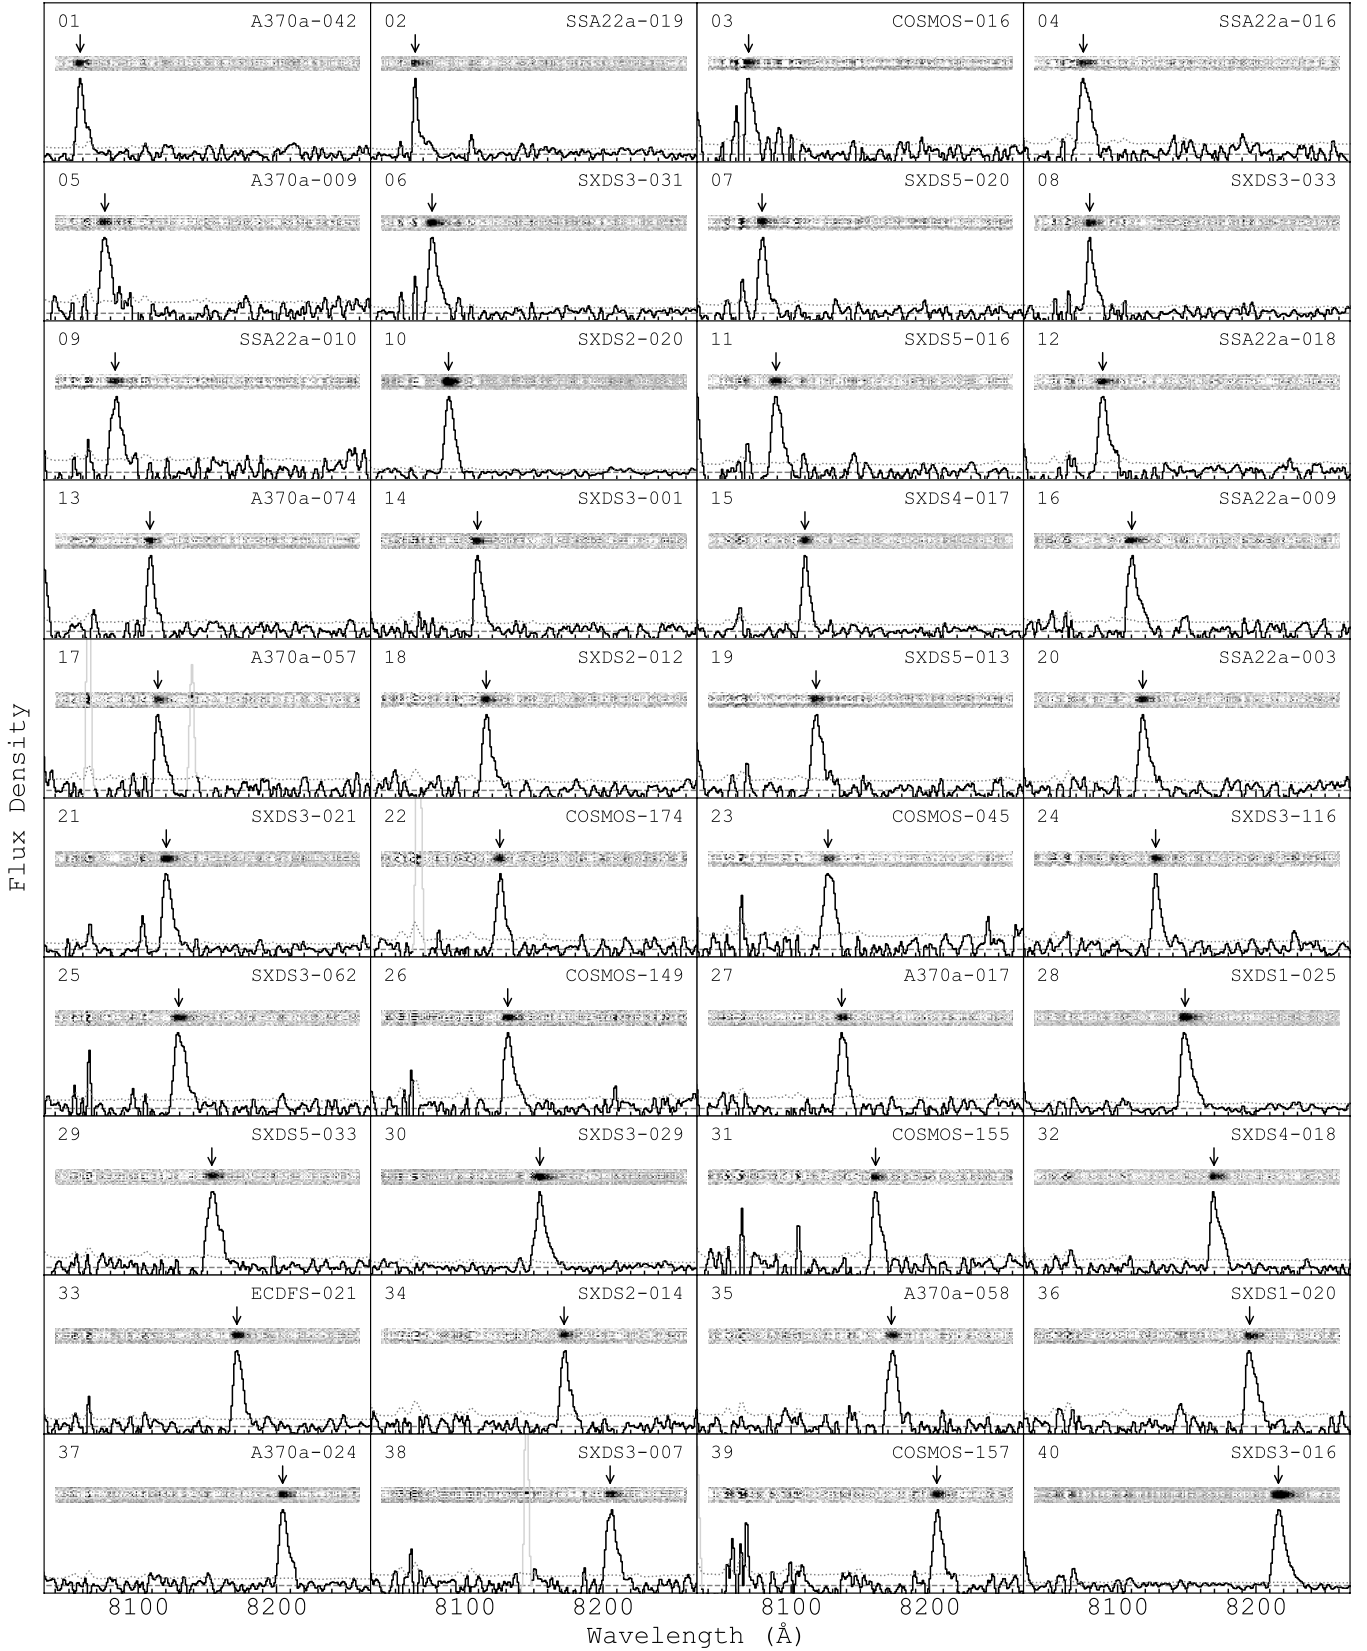 01 A370a-042 02 SSA22a-019 03 COSMOS-016 04 SSA22a-016
05 A370a-009 06 SXDS3-031 07 SXDS5-020 08 SXDS3-033
09 SSA22a-010 10 SXDS2-020 11 SXDS5-016 12 SSA22a-018
13 A370a-074 14 SXDS3-001 15 SXDS4-017 16 SSA22a-009
17 A370a-057 18 SXDS2-012 19 SXDS5-013 20 SSA22a-003
21 SXDS3-021 22 COSMOS-174 23 COSMOS-045 24 SXDS3-116
25 SXDS3-062 26 COSMOS-149 27 A370a-017 28 SXDS1-025
29 SXDS5-033 30 SXDS3-029 31 COSMOS-155 32 SXDS4-018
33 ECDFS-021 34 SXDS2-014 35 A370a-058 36 SXDS1-020
37 A370a-024 38 SXDS3-007 39 COSMOS-157 40 SXDS3-016
Flux Density
8100 8200 8100 8200 8100 8200 8100 8200
Wavelength (Å)